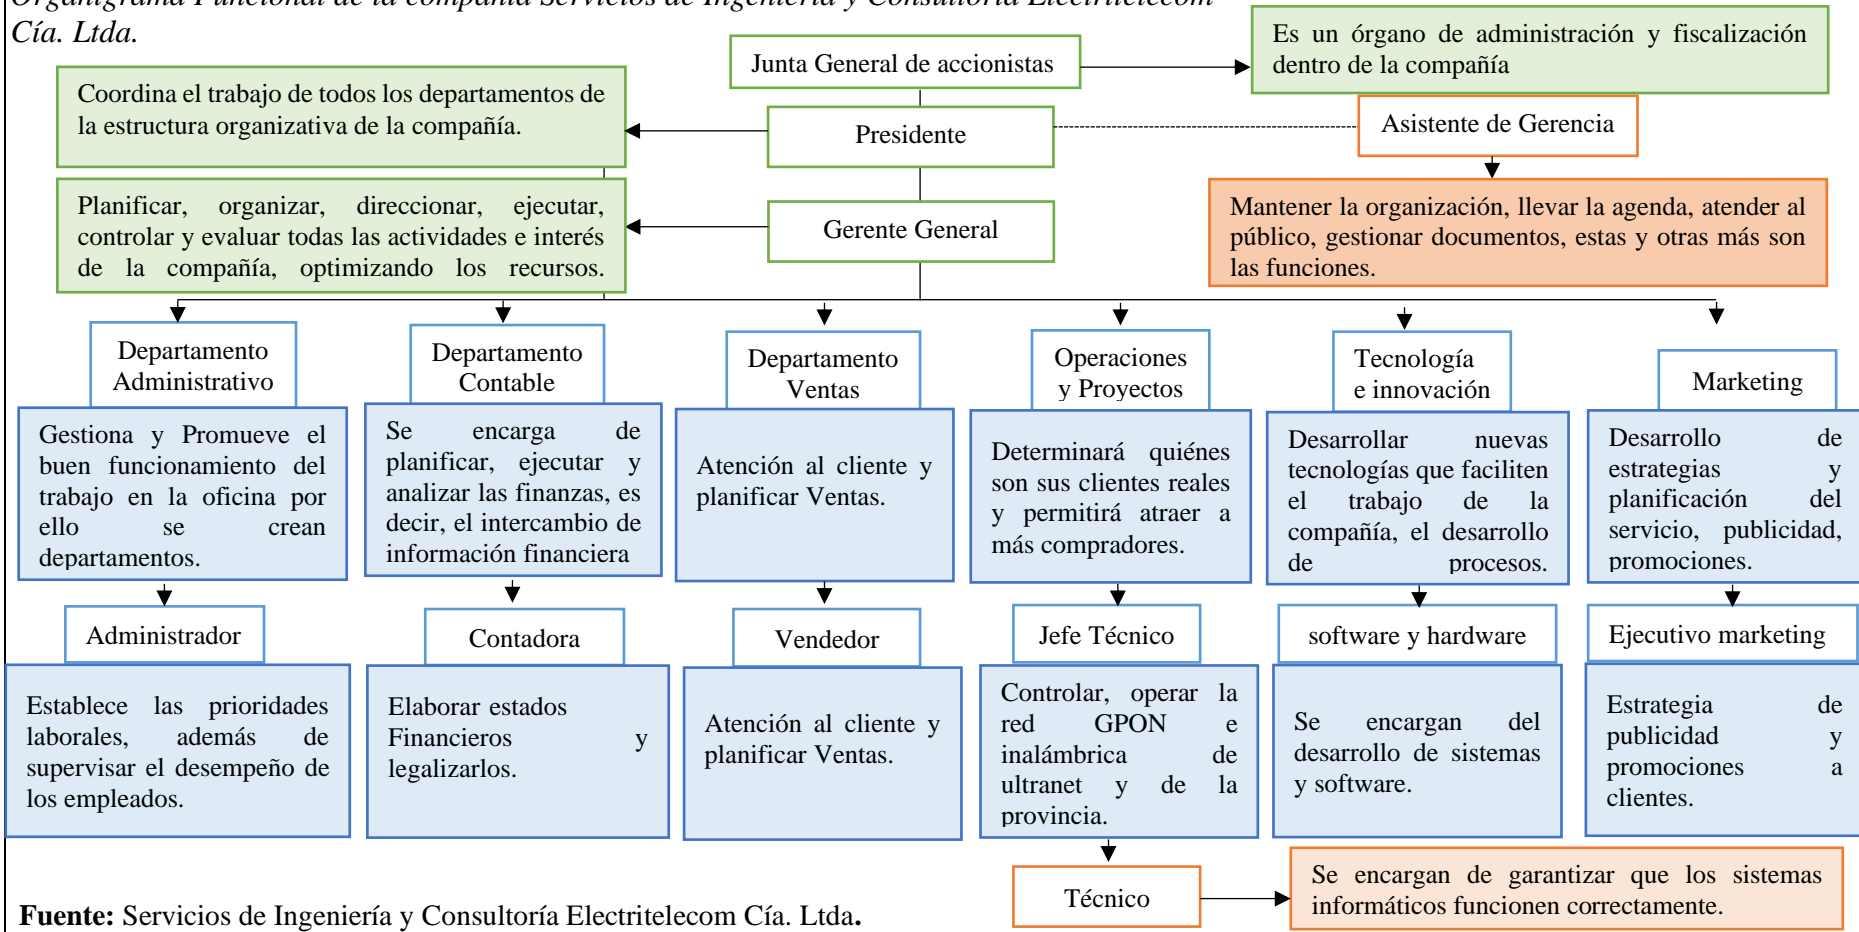 Organigrama Funcional de la compañía Servicios de Ingeniería y Consultoría Electritelecom
Cía. Ltda.
Junta General de accionistas
Es un órgano de administración y fiscalización
dentro de la compañía
Coordina el trabajo de todos los departamentos de
la estructura organizativa de la compañía.
Presidente
Asistente de Gerencia
Planificar, organizar, direccionar, ejecutar,
controlar y evaluar todas las actividades e interés
de la compañía, optimizando los recursos.
Gerente General
Mantener la organización, llevar la agenda, atender al
público, gestionar documentos, estas y otras más son
las funciones.
Departamento
Administrativo
Departamento
Contable
Departamento
Ventas
Operaciones
y Proyectos
Tecnología
e innovación
Marketing
Gestiona y Promueve el
buen funcionamiento del
trabajo en la oficina por
ello se crean
departamentos.
Se encarga de
planificar, ejecutar y
analizar las finanzas, es
decir, el intercambio de
información financiera
Atención al cliente y
planificar Ventas.
Determinará quiénes
son sus clientes reales
y permitirá atraer a
más compradores.
Desarrollar nuevas
tecnologías que faciliten
el trabajo de la
compañía, el desarrollo
de procesos.
Desarrollo de
estrategias y
planificación del
servicio, publicidad,
promociones.
Administrador
Contadora
Vendedor
Jefe Técnico
software y hardware
Ejecutivo marketing
Establece las prioridades
laborales, además de
supervisar el desempeño de
los empleados.
Elaborar estados
Financieros y
legalizarlos.
Atención al cliente y
planificar Ventas.
Controlar, operar la
red GPON e
inalámbrica de
ultranet y de la
provincia.
Se encargan del
desarrollo de sistemas
y software.
Estrategia de
publicidad y
promociones a
clientes.
Técnico
Se encargan de garantizar que los sistemas
informáticos funcionen correctamente.
Fuente: Servicios de Ingeniería y Consultoría Electritelecom Cía. Ltda.